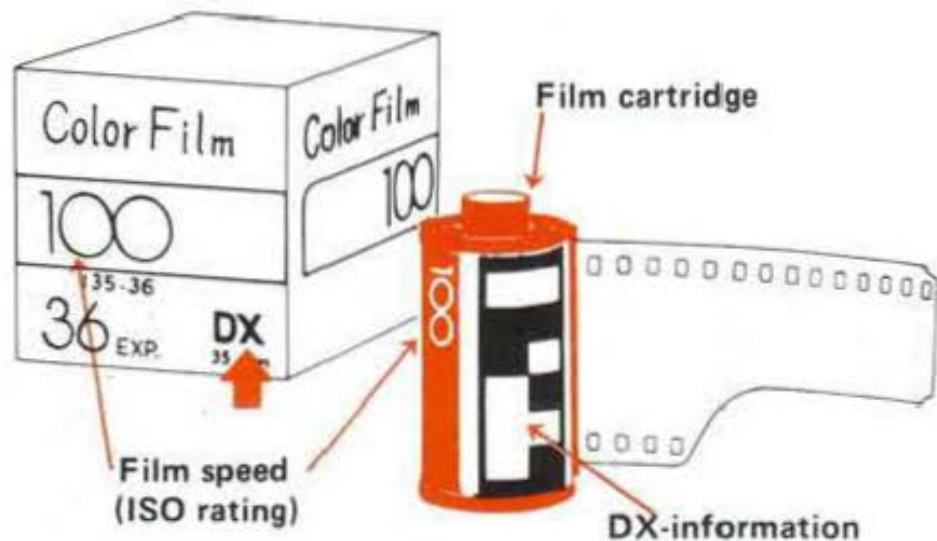 Color Film
100
135-36
36 EXP.
DX
Color Film
100
Film cartridge
100
Film speed
(ISO rating)
DX-information